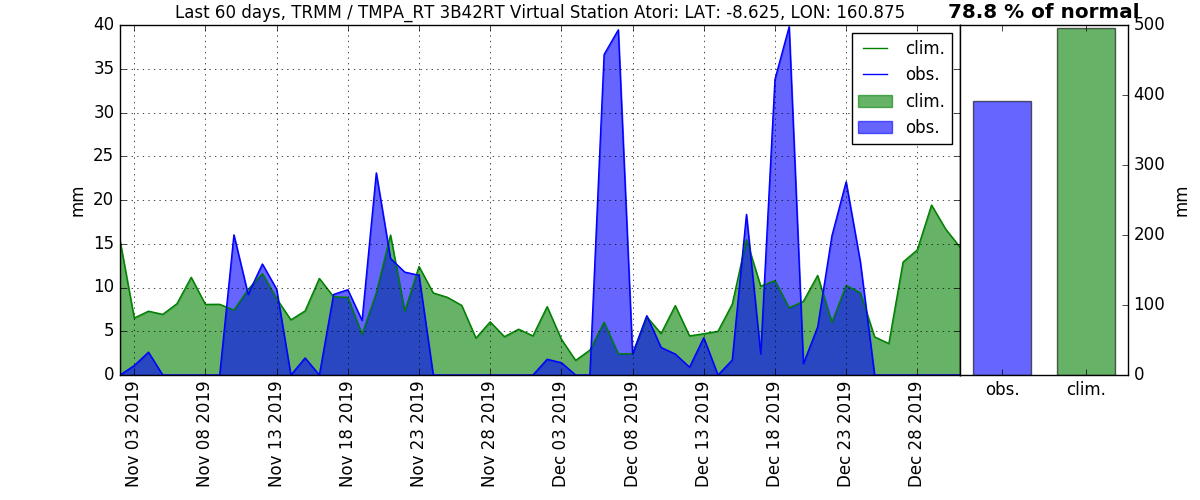 Last 60 days, TRMM / TMPA_RT 3B42RT Virtual Station Atori: LAT: -8.625, LON: 160.875
78.8 % of normal
mm
40
35
30
25
20
15
10
5
0
clim.
obs.
clim.
obs.
Nov 03 2019
Nov 08 2019
Nov 13 2019
Nov 18 2019
Nov 23 2019
Nov 28 2019
Dec 03 2019
Dec 08 2019
Dec 13 2019
Dec 18 2019
Dec 23 2019
Dec 28 2019
500
400
300
200
100
0
mm
obs.
clim.